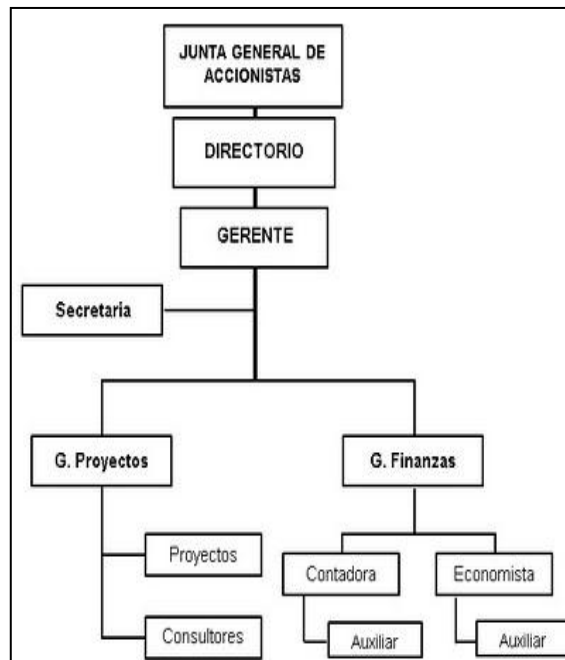 JUNTA GENERAL DE
ACCIONISTAS
DIRECTORIO
GERENTE
Secretaria
G. Proyectos
G. Finanzas
Proyectos
Consultores
Contadora
Economista
Auxiliar
Auxiliar